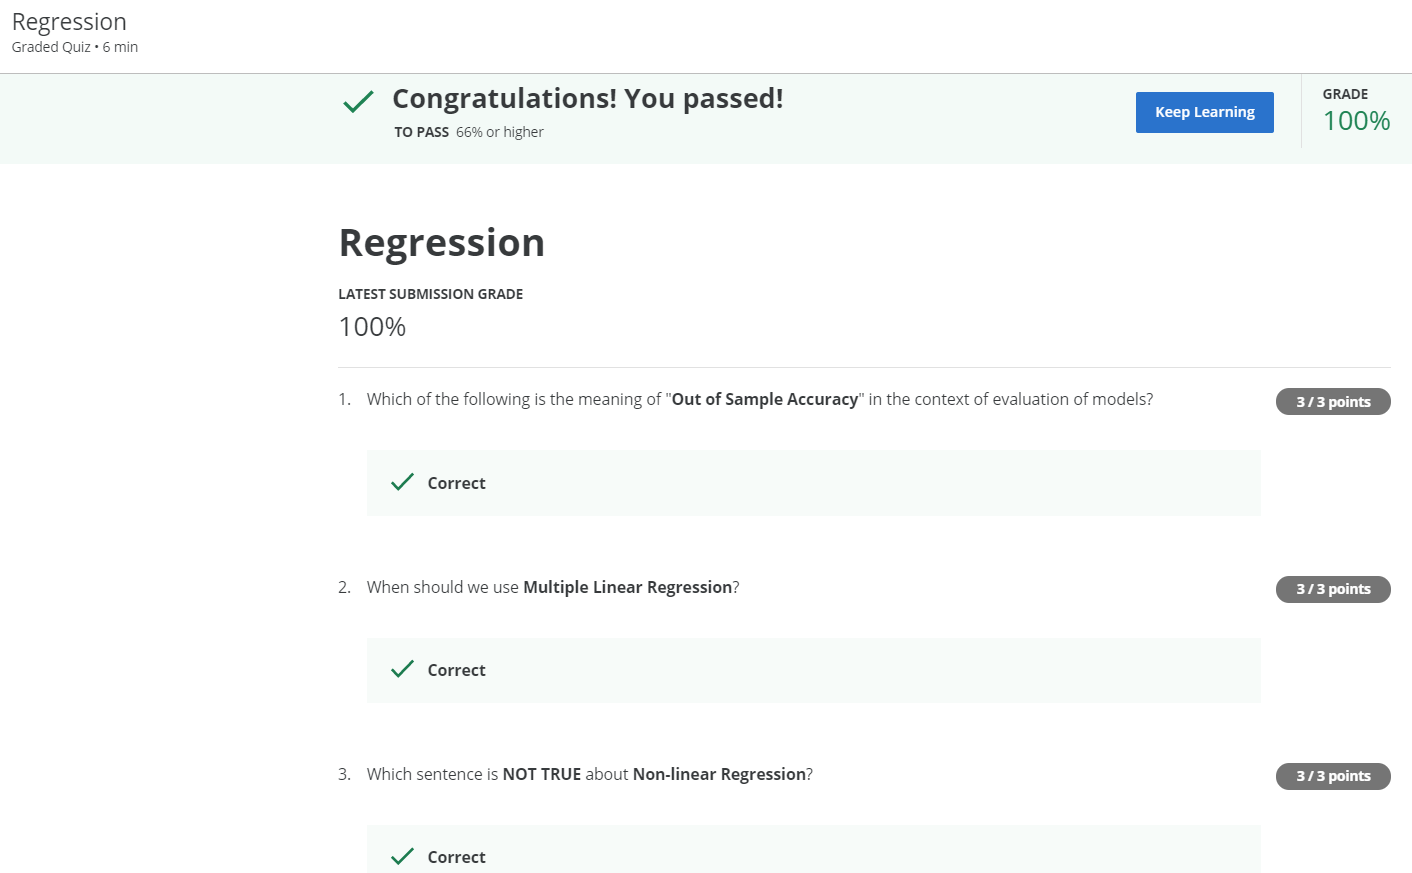 Regression
Graded Quiz • 6 min
Congratulations! You passed!
TO PASS 66% or higher
Keep Learning
GRADE
100%
Regression
LATEST SUBMISSION GRADE
100%
1. Which of the following is the meaning of "Out of Sample Accuracy" in the context of evaluation of models?
3 / 3 points
Correct
2. When should we use Multiple Linear Regression?
3 / 3 points
Correct
3. Which sentence is NOT TRUE about Non-linear Regression?
3 / 3 points
Correct